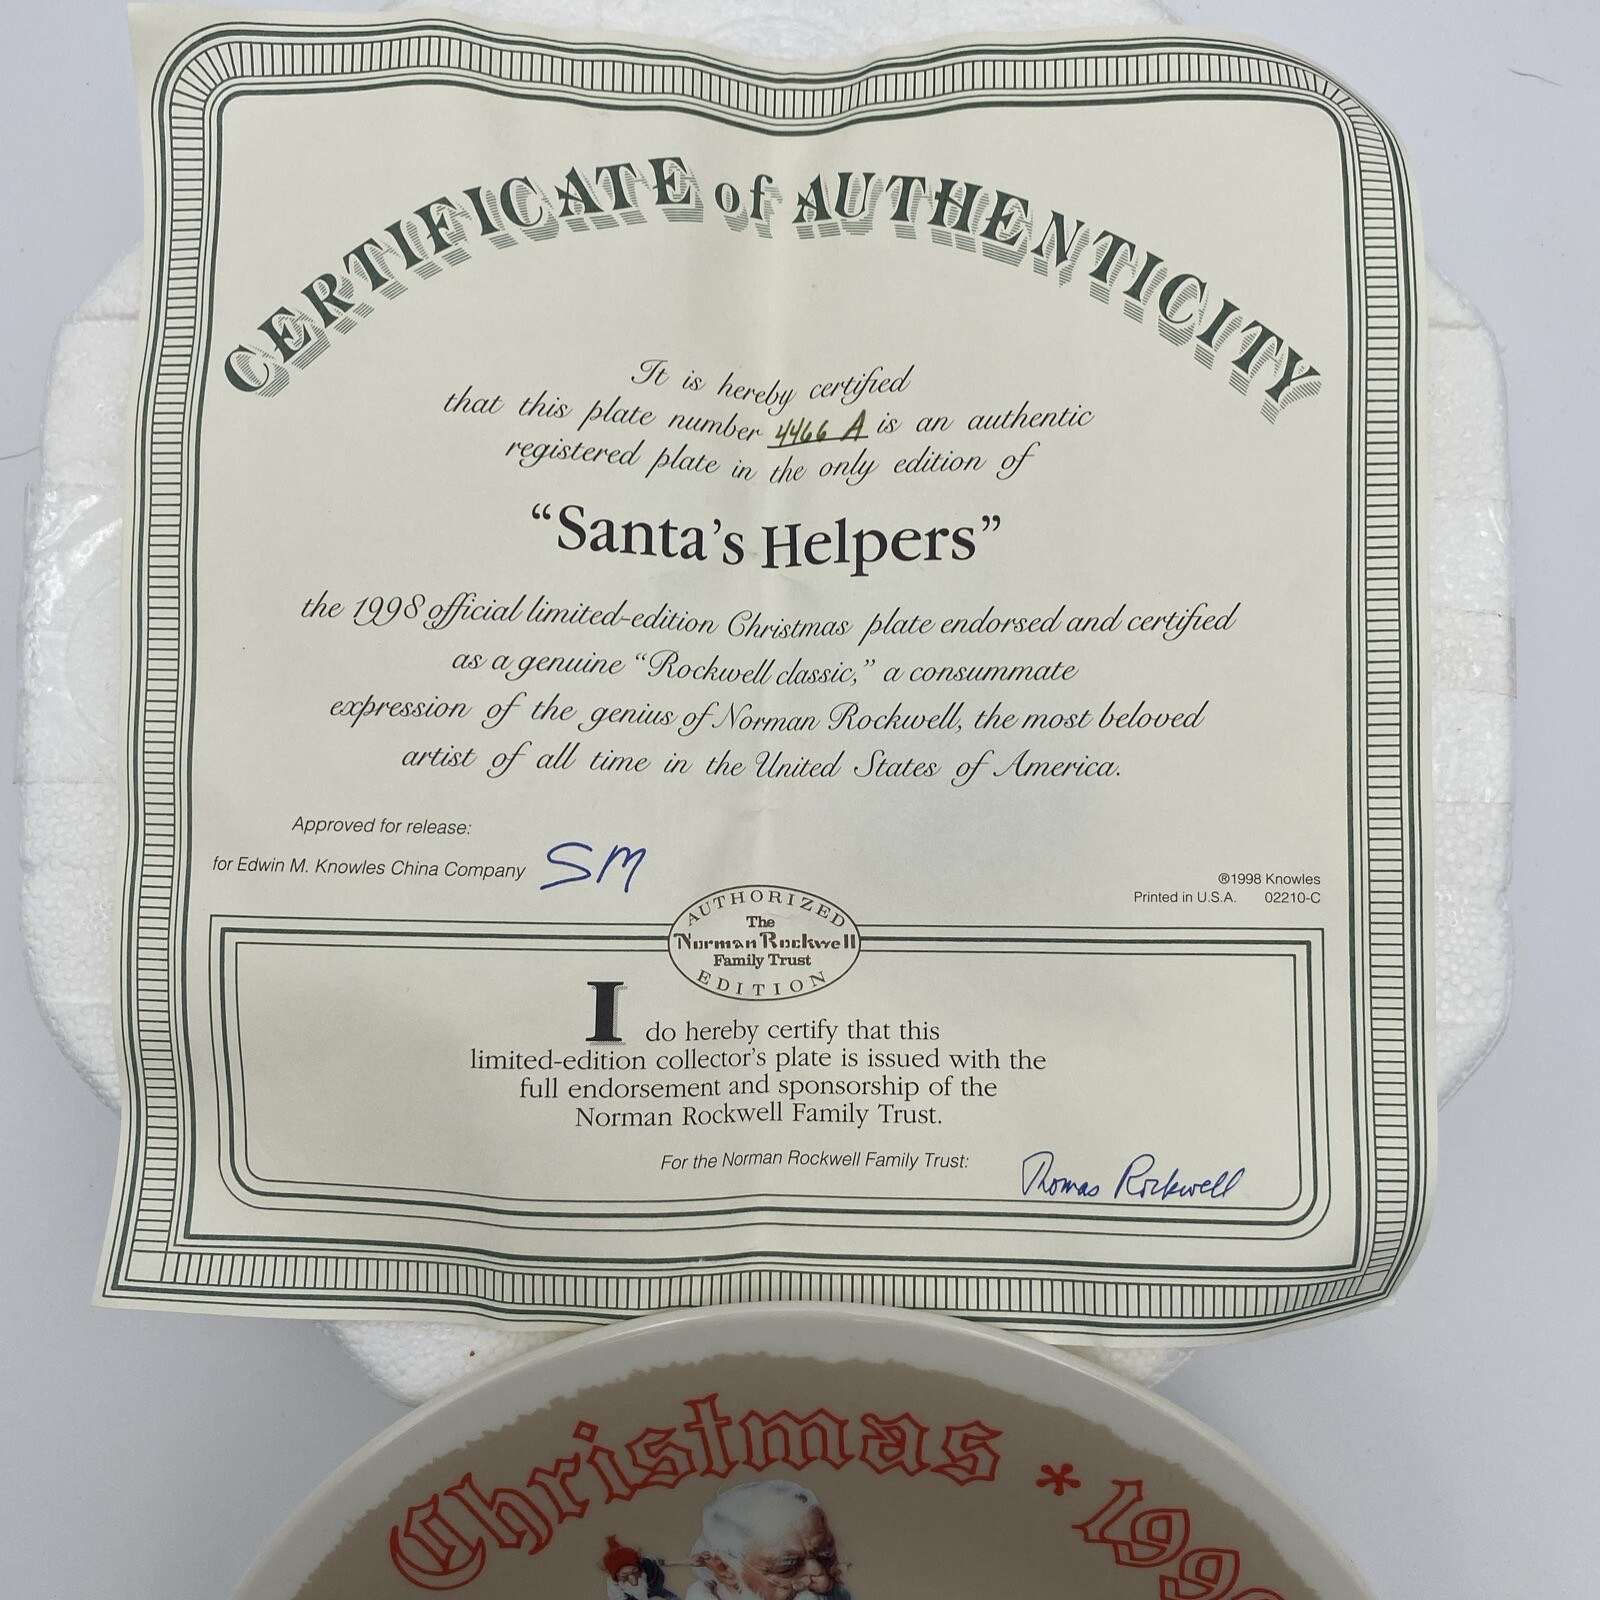 CERTIFICATE of AUTHENTICITY
It is hereby certified
that this plate number 4466 A is an authentic
registered plate in the only edition of
“Santa’s Helpers”
the 1998 official limited-edition Christmas plate endorsed and certified
as a genuine “Rockwell classic,” a consummate
expression of the genius of Norman Rockwell, the most beloved
artist of all time in the United States of America.
Approved for release:
for Edwin M. Knowles China Company SM
®1998 Knowles
Printed in U.S.A. 02210-C
AUTHORIZED
The
Norman Rockwell
Family Trust
EDITION
I do hereby certify that this
limited-edition collector's plate is issued with the
full endorsement and sponsorship of the
Norman Rockwell Family Trust.
For the Norman Rockwell Family Trust: Thomas Rockwell
Christmas * 199